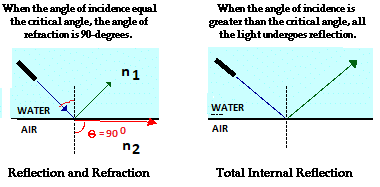 When the angle of incidence equal
the critical angle, the angle of
refraction is 90-degrees.
n1
WATER
AIR
Θ = 90 0
n2
Reflection and Refraction
When the angle of incidence is
greater than the critical angle, all
the light undergoes reflection.
WATER
AIR
Total Internal Reflection